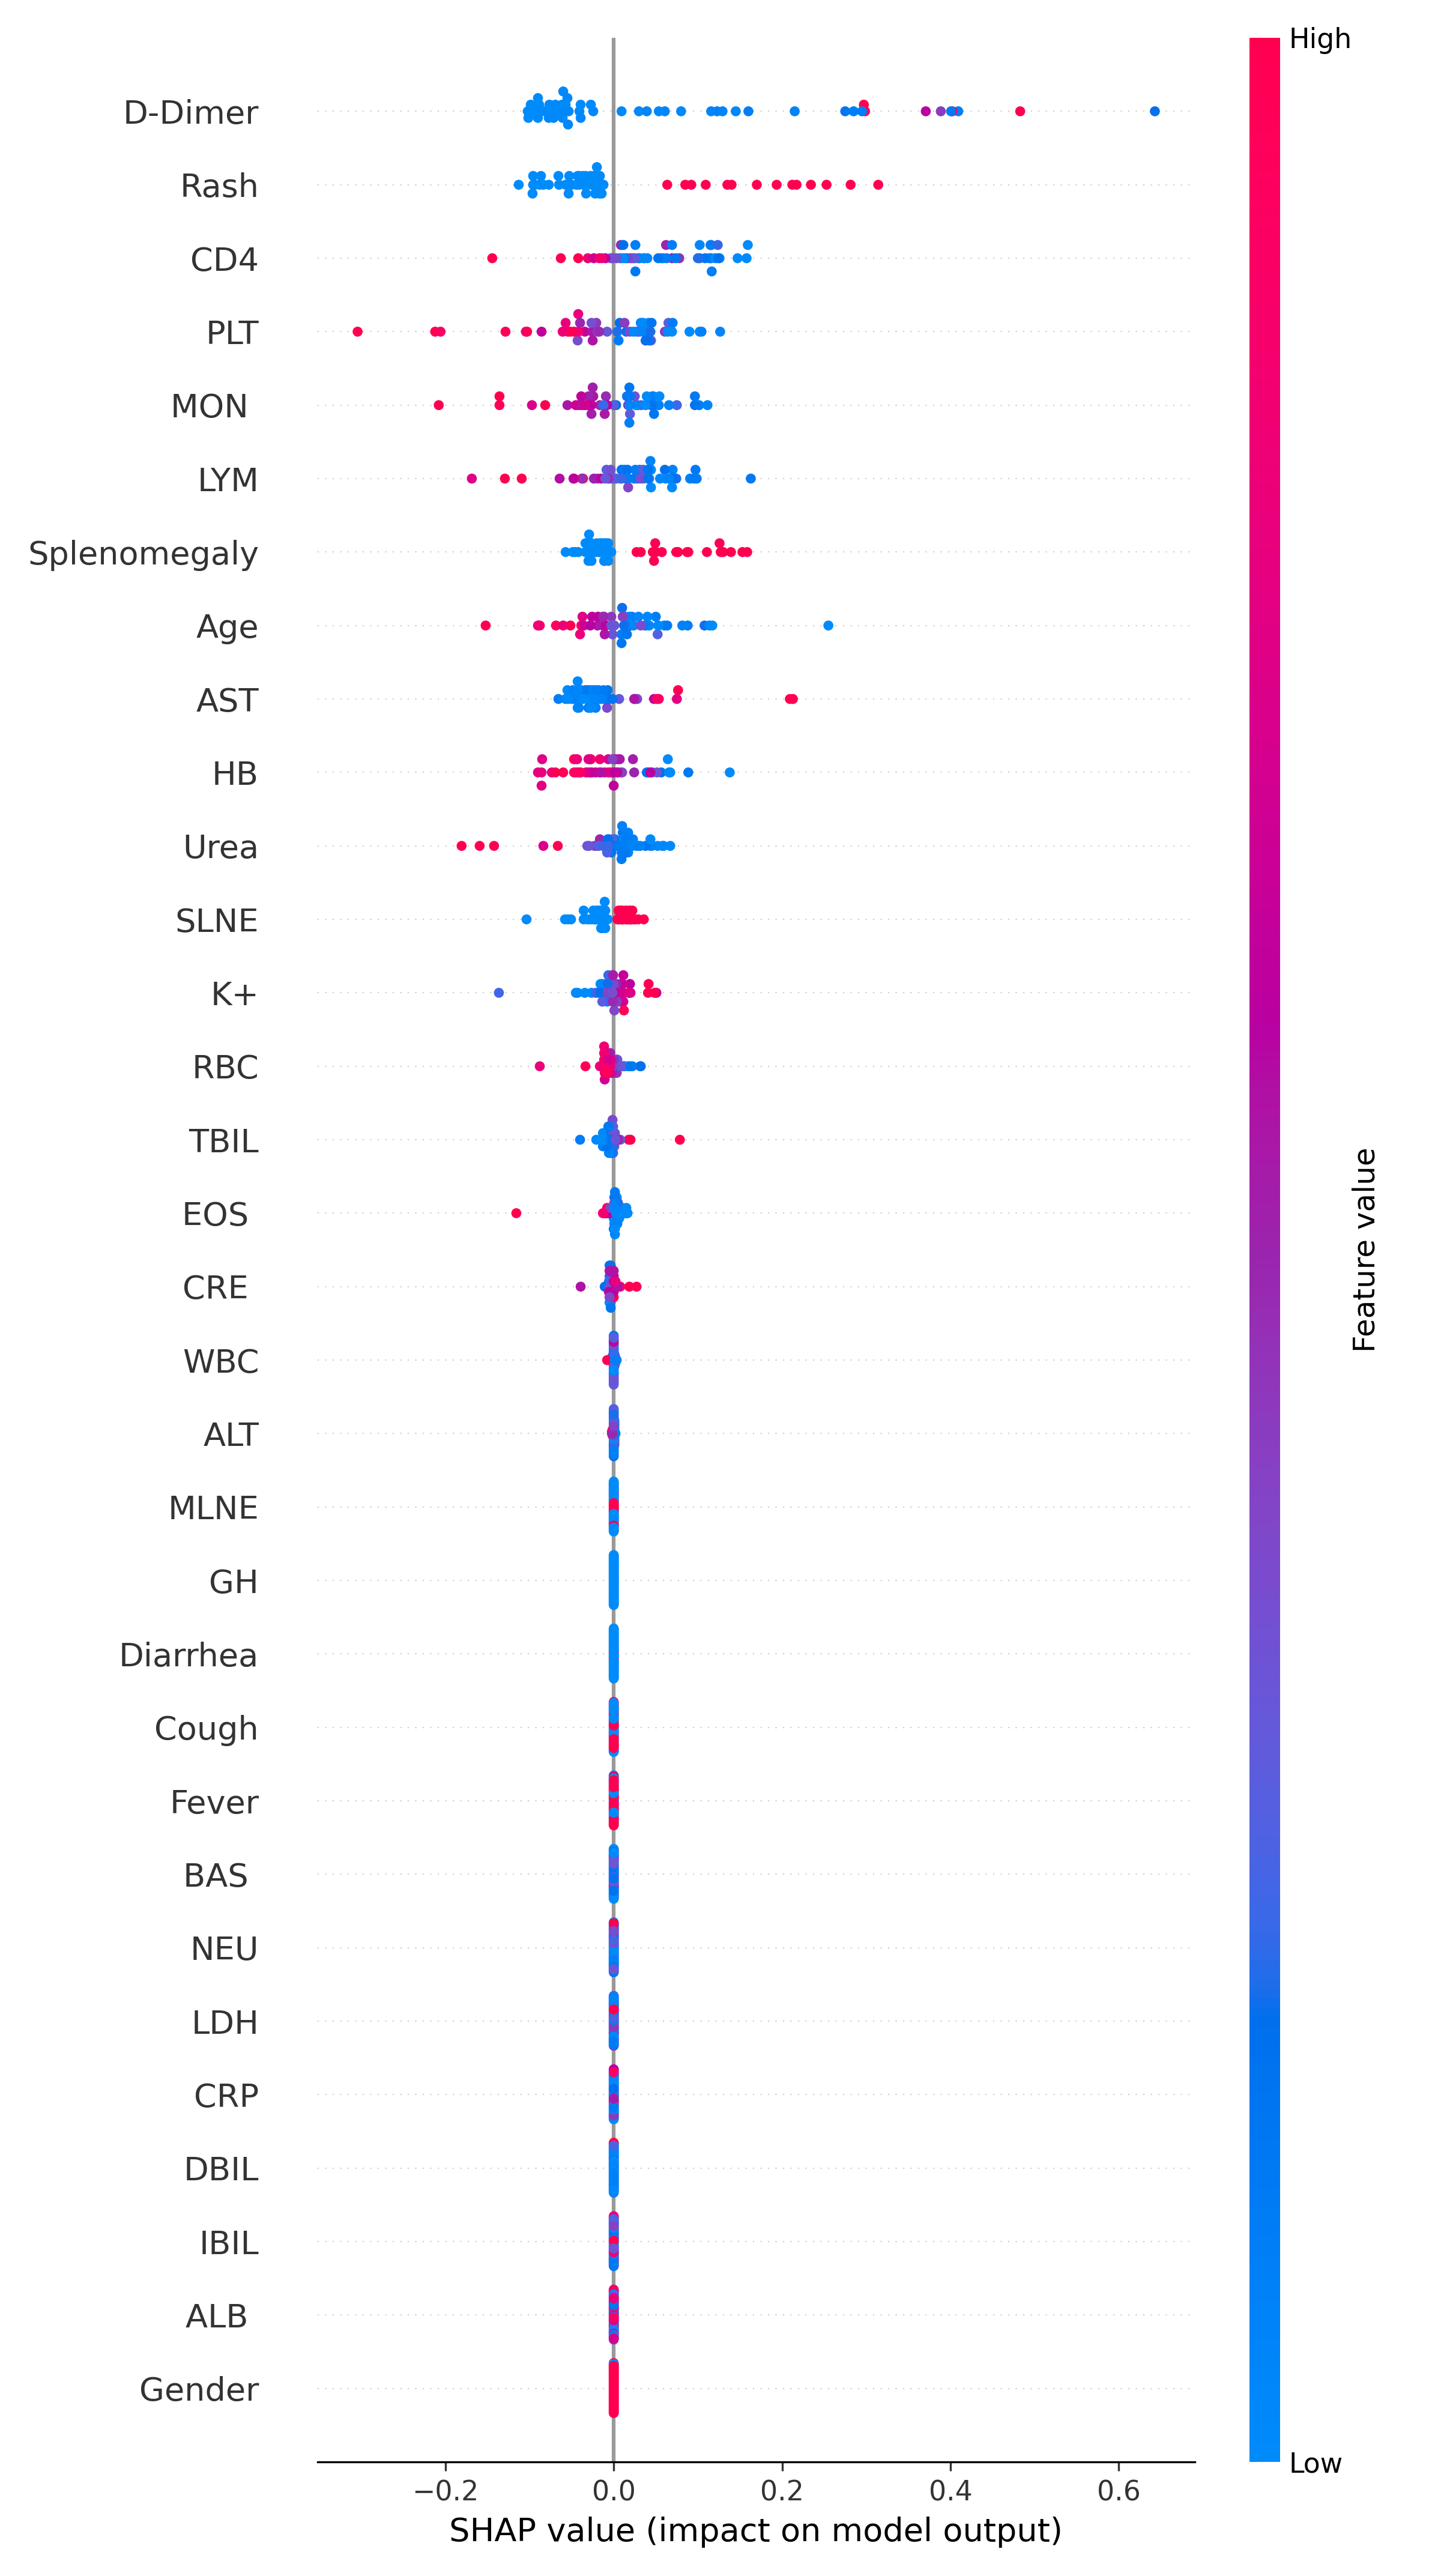 High
D-Dimer
Rash
CD4
PLT
MON
LYM
Splenomegaly
Age
AST
HB
Urea
SLNE
K+
RBC
TBIL
EOS
CRE
WBC
ALT
MLNE
GH
Diarrhea
Cough
Fever
BAS
NEU
LDH
CRP
DBIL
IBIL
ALB
Gender
Feature value
Low
−0.2 0.0 0.2 0.4 0.6
SHAP value (impact on model output)